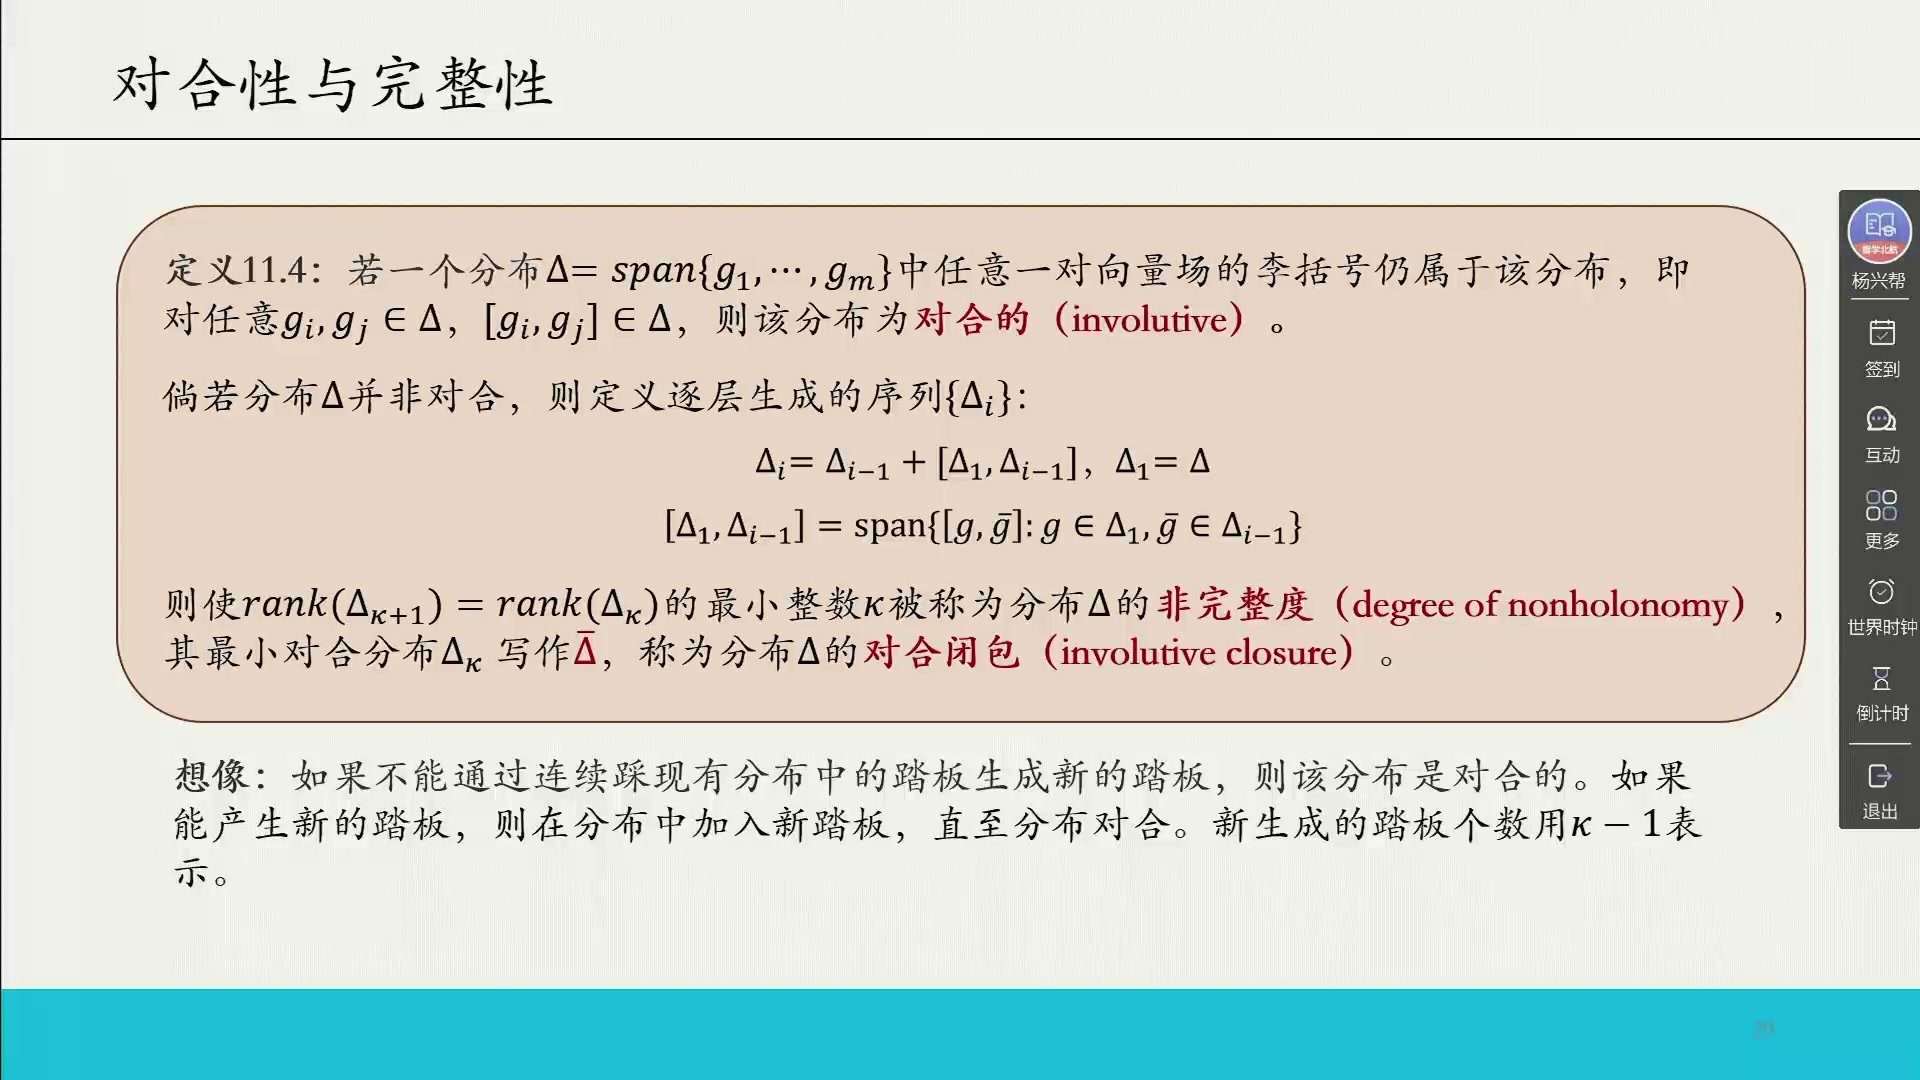 对合性与完整性
定义11.4：若一个分布Δ= span{g₁,⋯,gₘ}中任意一对向量场的李括号仍属于该分布，即
对任意gᵢ, gⱼ ∈ Δ，[gᵢ, gⱼ] ∈ Δ，则该分布为对合的（involutive）。
倘若分布Δ并非对合，则定义逐层生成的序列{Δᵢ}：
Δᵢ= Δᵢ₋₁ + [Δ₁, Δᵢ₋₁]，Δ₁= Δ
[Δ₁, Δᵢ₋₁] = span{[g, ḡ]: g ∈ Δ₁, ḡ ∈ Δᵢ₋₁}
则使rank(Δ_{κ+1}) = rank(Δ_κ)的最小整数κ被称为分布Δ的非完整度（degree of nonholonomy），
其最小对合分布Δ_κ 写作Δ̄，称为分布Δ的对合闭包（involutive closure）。
想像：如果不能通过连续踩现有分布中的踏板生成新的踏板，则该分布是对合的。如果
能产生新的踏板，则在分布中加入新踏板，直至分布对合。新生成的踏板个数用κ − 1表
示。
智学北航
杨兴帮
签到
互动
更多
世界时钟
倒计时
退出